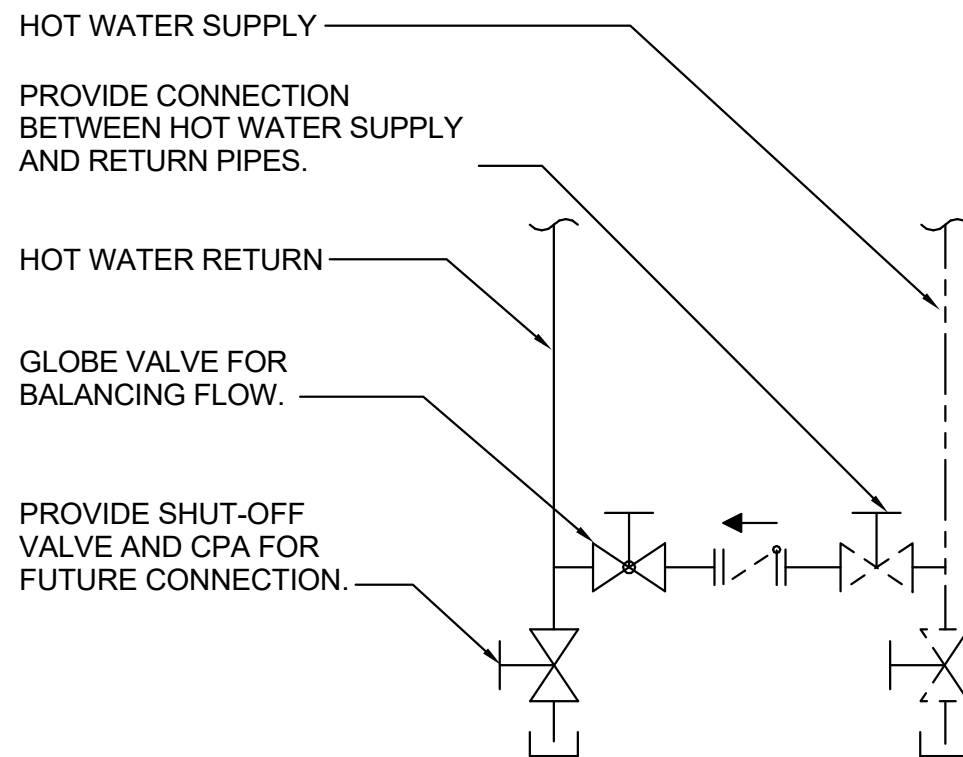 HOT WATER SUPPLY
PROVIDE CONNECTION
BETWEEN HOT WATER SUPPLY
AND RETURN PIPES.
HOT WATER RETURN
GLOBE VALVE FOR
BALANCING FLOW.
PROVIDE SHUT-OFF
VALVE AND CPA FOR
FUTURE CONNECTION.